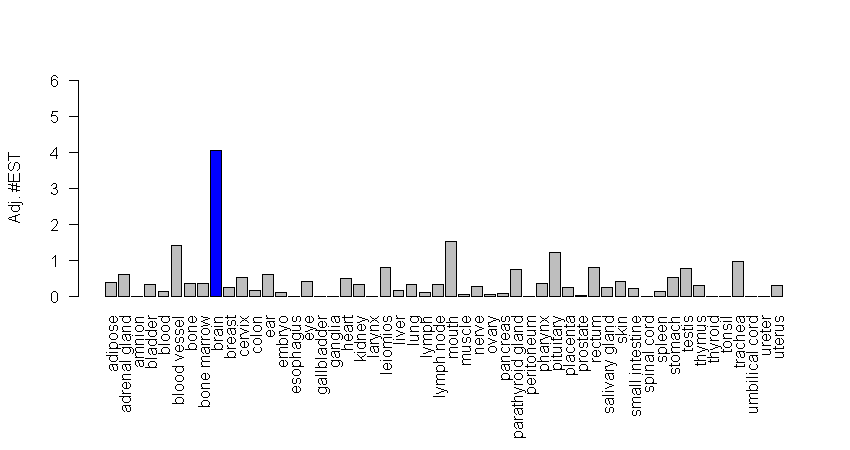 6
5
4
3
2
1
0
Adj. #EST
adipose
adrenal gland
amnion
bladder
blood
blood vessel
bone
bone marrow
brain
breast
cervix
colon
ear
embryo
esophagus
eye
gallbladder
ganglia
heart
kidney
larynx
leiomios
liver
lung
lymph
lymph node
mouth
muscle
nerve
ovary
pancreas
parathyroid gland
peritoneum
pharynx
pituitary
placenta
prostate
rectum
salivary gland
skin
small intestine
spinal cord
spleen
stomach
testis
thymus
thyroid
tonsil
trachea
umbilical cord
ureter
uterus